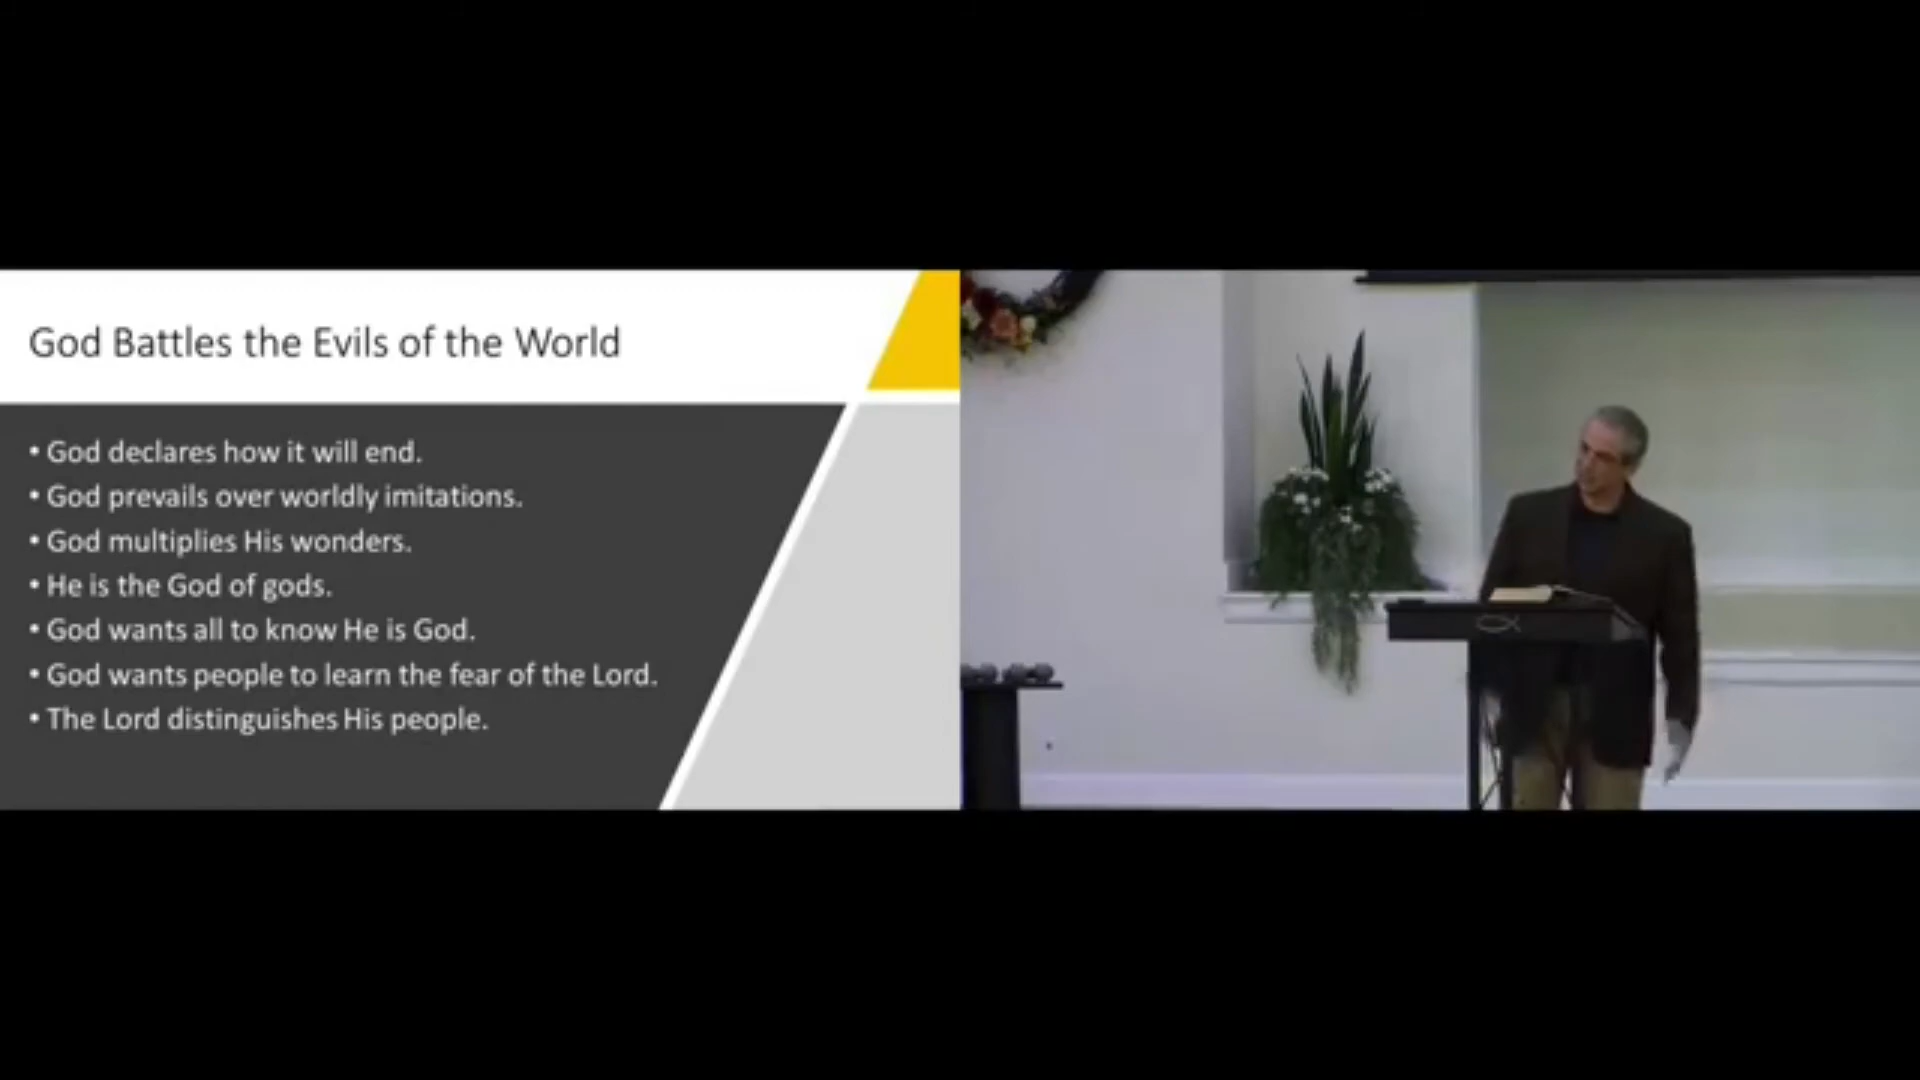 God Battles the Evils of the World
• God declares how it will end.
• God prevails over worldly imitations.
• God multiplies His wonders.
• He is the God of gods.
• God wants all to know He is God.
• God wants people to learn the fear of the Lord.
• The Lord distinguishes His people.